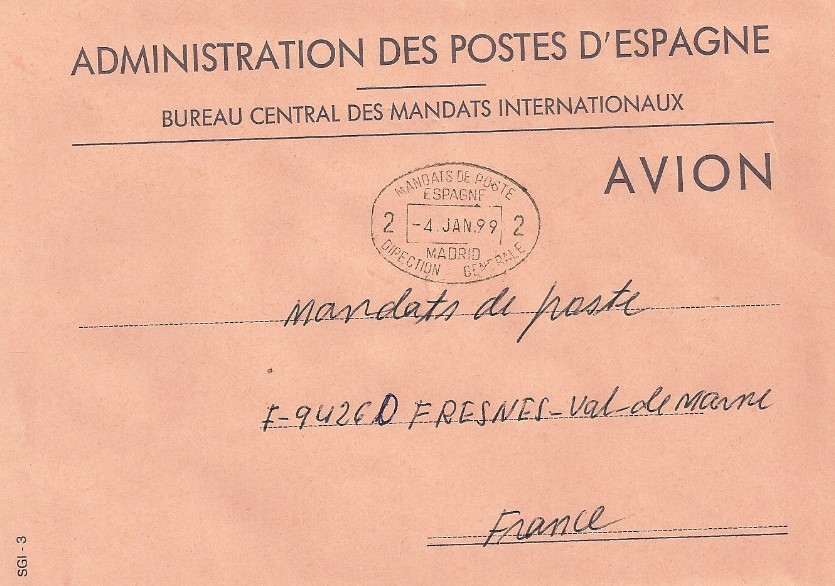 ADMINISTRATION DES POSTES D'ESPAGNE
BUREAU CENTRAL DES MANDATS INTERNATIONAUX
AVION
MANDATS DE POSTE
ESPAGNE
2 -4.JAN.99 2
MADRID
DIRECTION GENERALE
Mandats de poste
F-94260 FRESNES-Val-de Marne
France
SGI - 3